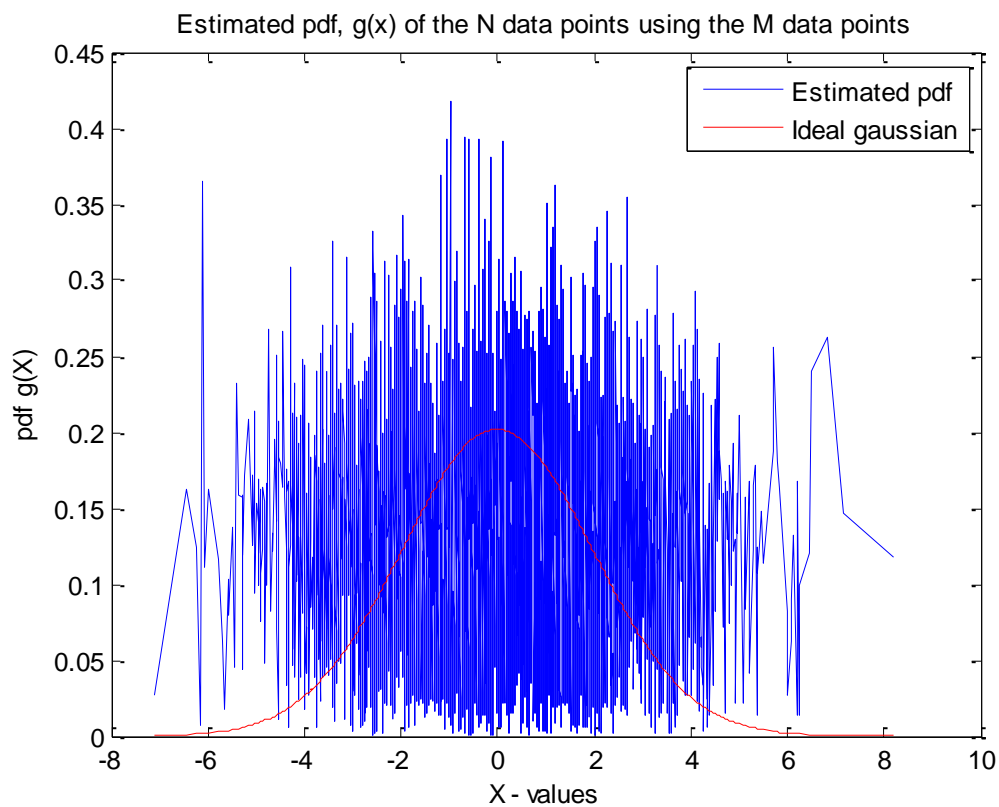 Estimated pdf, g(x) of the N data points using the M data points
Estimated pdf
Ideal gaussian
0.45
0.4
0.35
0.3
0.25
0.2
0.15
0.1
0.05
0
pdf g(X)
-8 -6 -4 -2 0 2 4 6 8 10
X - values